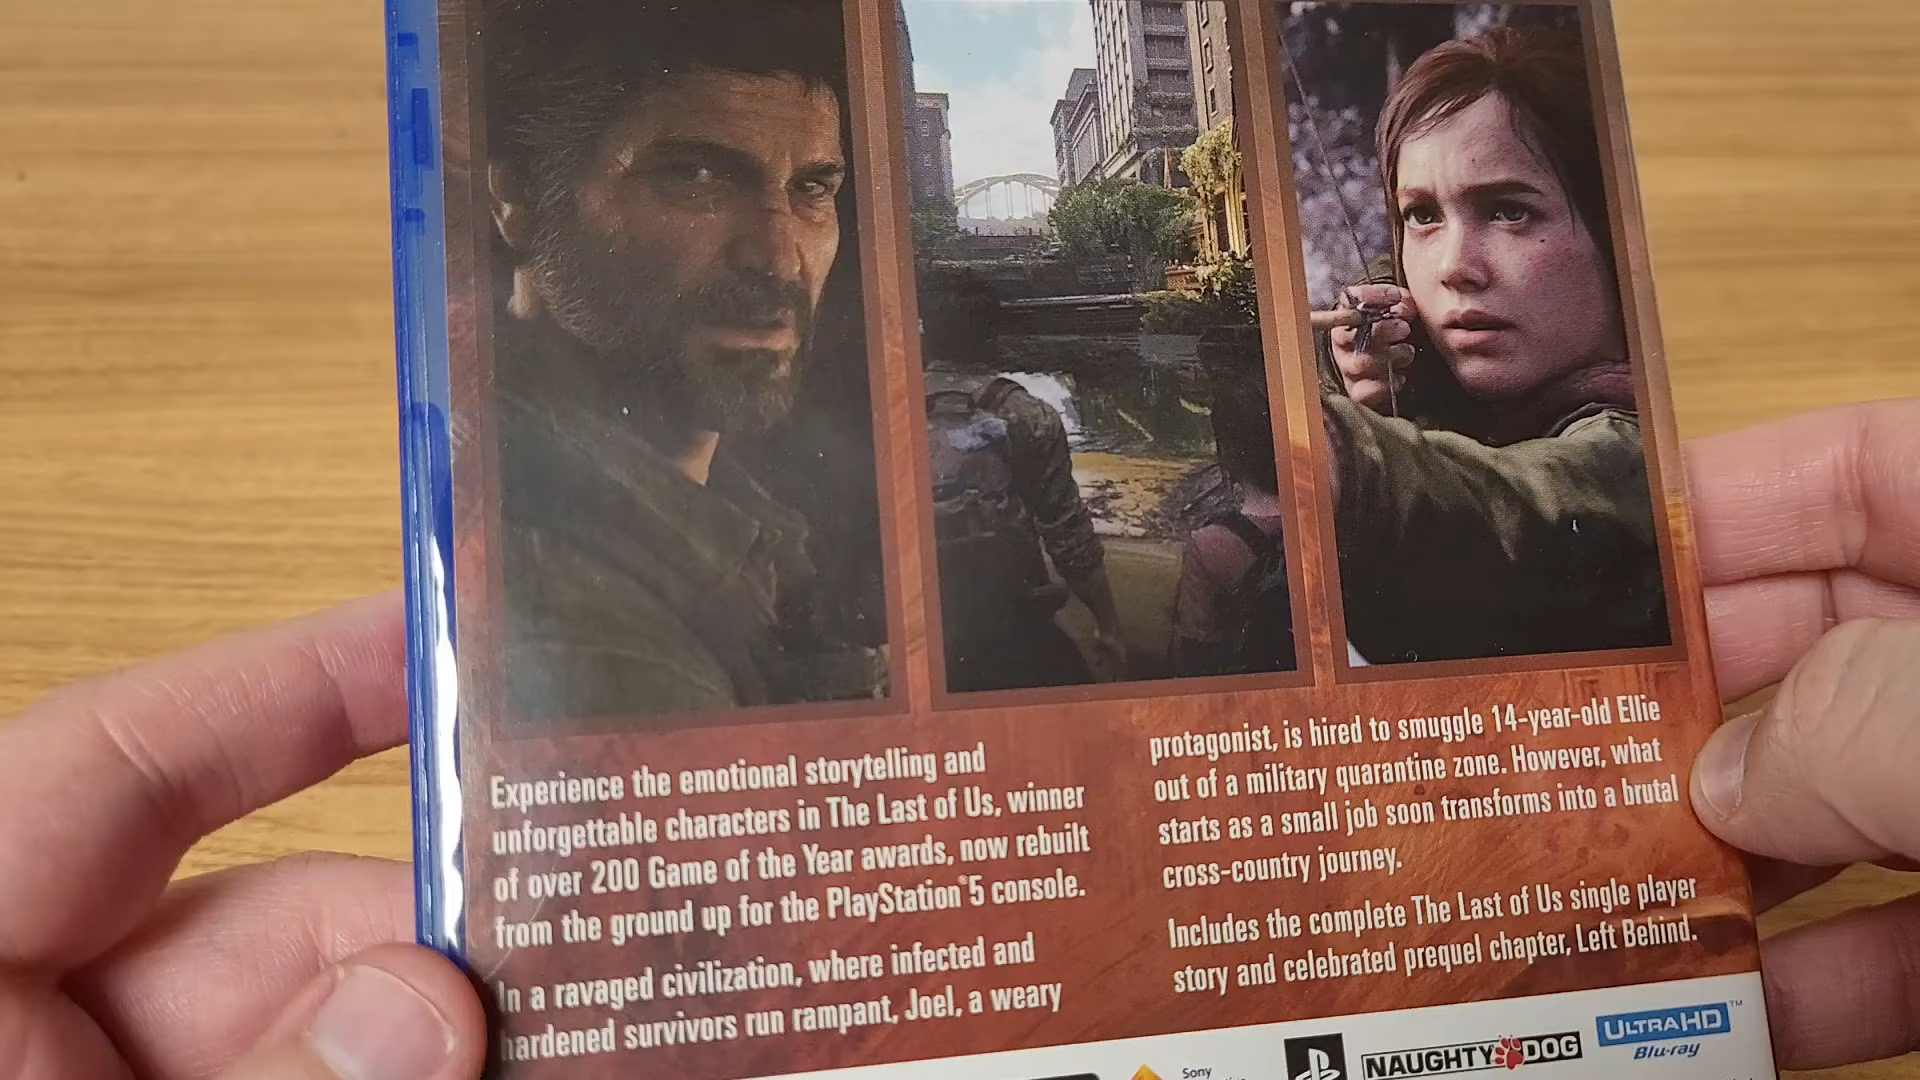 Experience the emotional storytelling and
unforgettable characters in The Last of Us, winner
of over 200 Game of the Year awards, now rebuilt
from the ground up for the PlayStation®5 console.
In a ravaged civilization, where infected and
hardened survivors run rampant, Joel, a weary
protagonist, is hired to smuggle 14-year-old Ellie
out of a military quarantine zone. However, what
starts as a small job soon transforms into a brutal
cross-country journey.
Includes the complete The Last of Us single player
story and celebrated prequel chapter, Left Behind.
Sony
NAUGHTY DOG
ULTRA HD™
Blu-ray